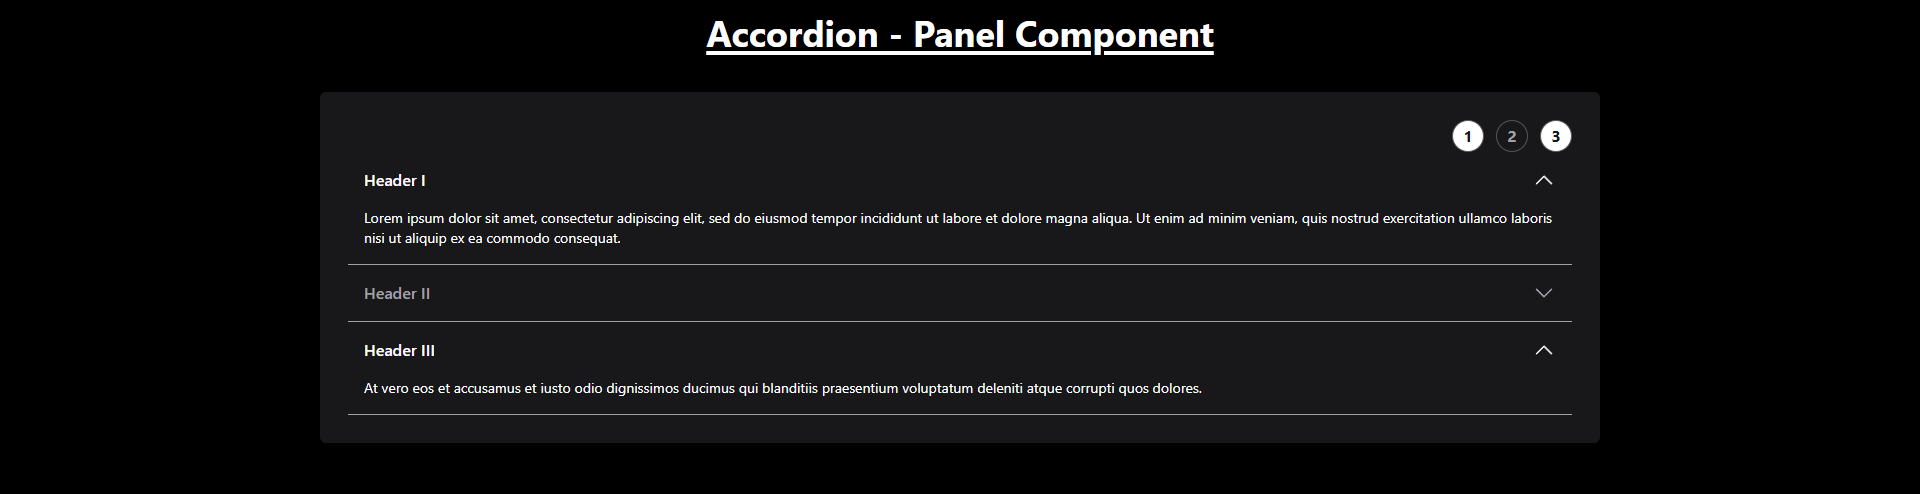 Accordion - Panel Component
1 2 3
Header I
Lorem ipsum dolor sit amet, consectetur adipiscing elit, sed do eiusmod tempor incididunt ut labore et dolore magna aliqua. Ut enim ad minim veniam, quis nostrud exercitation ullamco laboris
nisi ut aliquip ex ea commodo consequat.
Header II
Header III
At vero eos et accusamus et iusto odio dignissimos ducimus qui blanditiis praesentium voluptatum deleniti atque corrupti quos dolores.